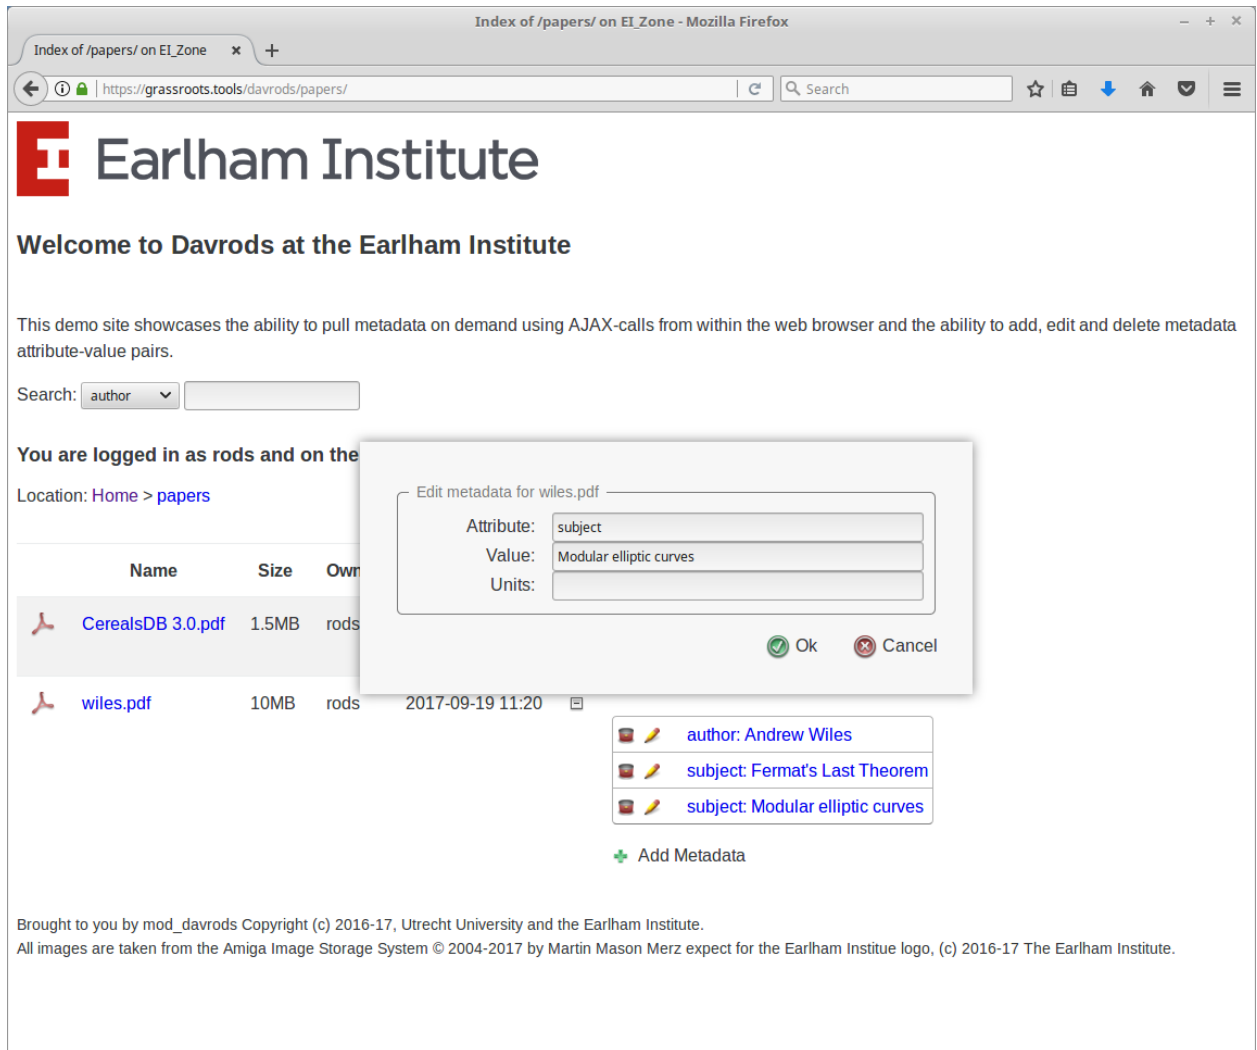 Index of /papers/ on EI_Zone - Mozilla Firefox
Index of /papers/ on EI_Zone
https://grassroots.tools/davrods/papers/
Search
Earlham Institute
Welcome to Davrods at the Earlham Institute
This demo site showcases the ability to pull metadata on demand using AJAX-calls from within the web browser and the ability to add, edit and delete metadata
attribute-value pairs.
Search: author
You are logged in as rods and on the
Location: Home > papers
Edit metadata for wiles.pdf
Attribute: subject
Value: Modular elliptic curves
Units:
Ok Cancel
Name Size Own
CerealsDB 3.0.pdf 1.5MB rods
wiles.pdf 10MB rods 2017-09-19 11:20
author: Andrew Wiles
subject: Fermat's Last Theorem
subject: Modular elliptic curves
Add Metadata
Brought to you by mod_davrods Copyright (c) 2016-17, Utrecht University and the Earlham Institute.
All images are taken from the Amiga Image Storage System © 2004-2017 by Martin Mason Merz expect for the Earlham Institue logo, (c) 2016-17 The Earlham Institute.